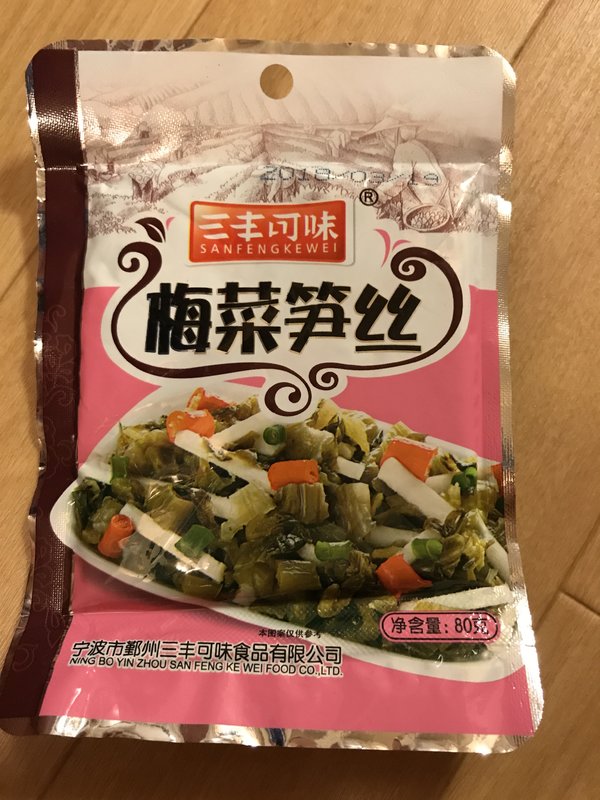 2018-03-19
®
三丰可味
SANFENGKEWEI
梅菜笋丝
本图案仅供参考
净含量: 80克
宁波市鄞州三丰可味食品有限公司
NING BO YIN ZHOU SAN FENG KE WEI FOOD CO.,LTD.